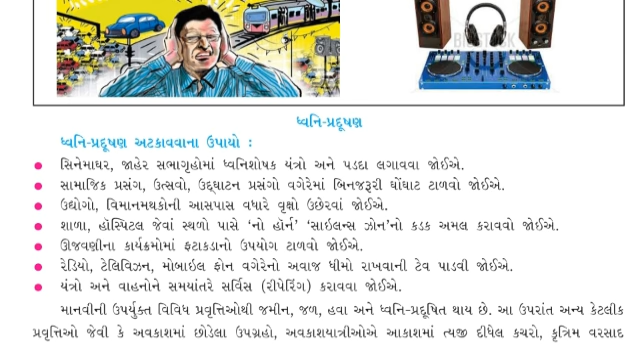 ધ્વનિ-પ્રદૂષણ
ધ્વનિ-પ્રદૂષણ અટકાવવાના ઉપાયો :
● સિનેમાઘર, જાહેર સભાગૃહોમાં ધ્વનિશોષક યંત્રો અને પડદા લગાવવા જોઈએ.
● સામાજિક પ્રસંગ, ઉત્સવો, ઉદ્દઘાટન પ્રસંગો વગેરેમાં બિનજરૂરી ઘોંઘાટ ટાળવો જોઈએ.
● ઉદ્યોગો, વિમાનમથકોની આસપાસ વધારે વૃક્ષો ઉછેરવાં જોઈએ.
● શાળા, હૉસ્પિટલ જેવાં સ્થળો પાસે ‘નો હૉર્ન’ ‘સાઇલન્સ ઝોન’નો કડક અમલ કરાવવો જોઈએ.
● ઊજવણીના કાર્યક્રમોમાં ફટાકડાનો ઉપયોગ ટાળવો જોઈએ.
● રેડિયો, ટેલિવિઝન, મોબાઇલ ફોન વગેરેનો અવાજ ધીમો રાખવાની ટેવ પાડવી જોઈએ.
● યંત્રો અને વાહનોને સમયાંતરે સર્વિસ (રીપેરિંગ) કરાવવા જોઈએ.
માનવીની ઉપર્યુક્ત વિવિધ પ્રવૃત્તિઓથી જમીન, જળ, હવા અને ધ્વનિ-પ્રદૂષિત થાય છે. આ ઉપરાંત અન્ય કેટલીક
પ્રવૃત્તિઓ જેવી કે અવકાશમાં છોડેલા ઉપગ્રહો, અવકાશયાત્રીઓએ આકાશમાં ત્યજી દીધેલ કચરો, કૃત્રિમ વરસાદ